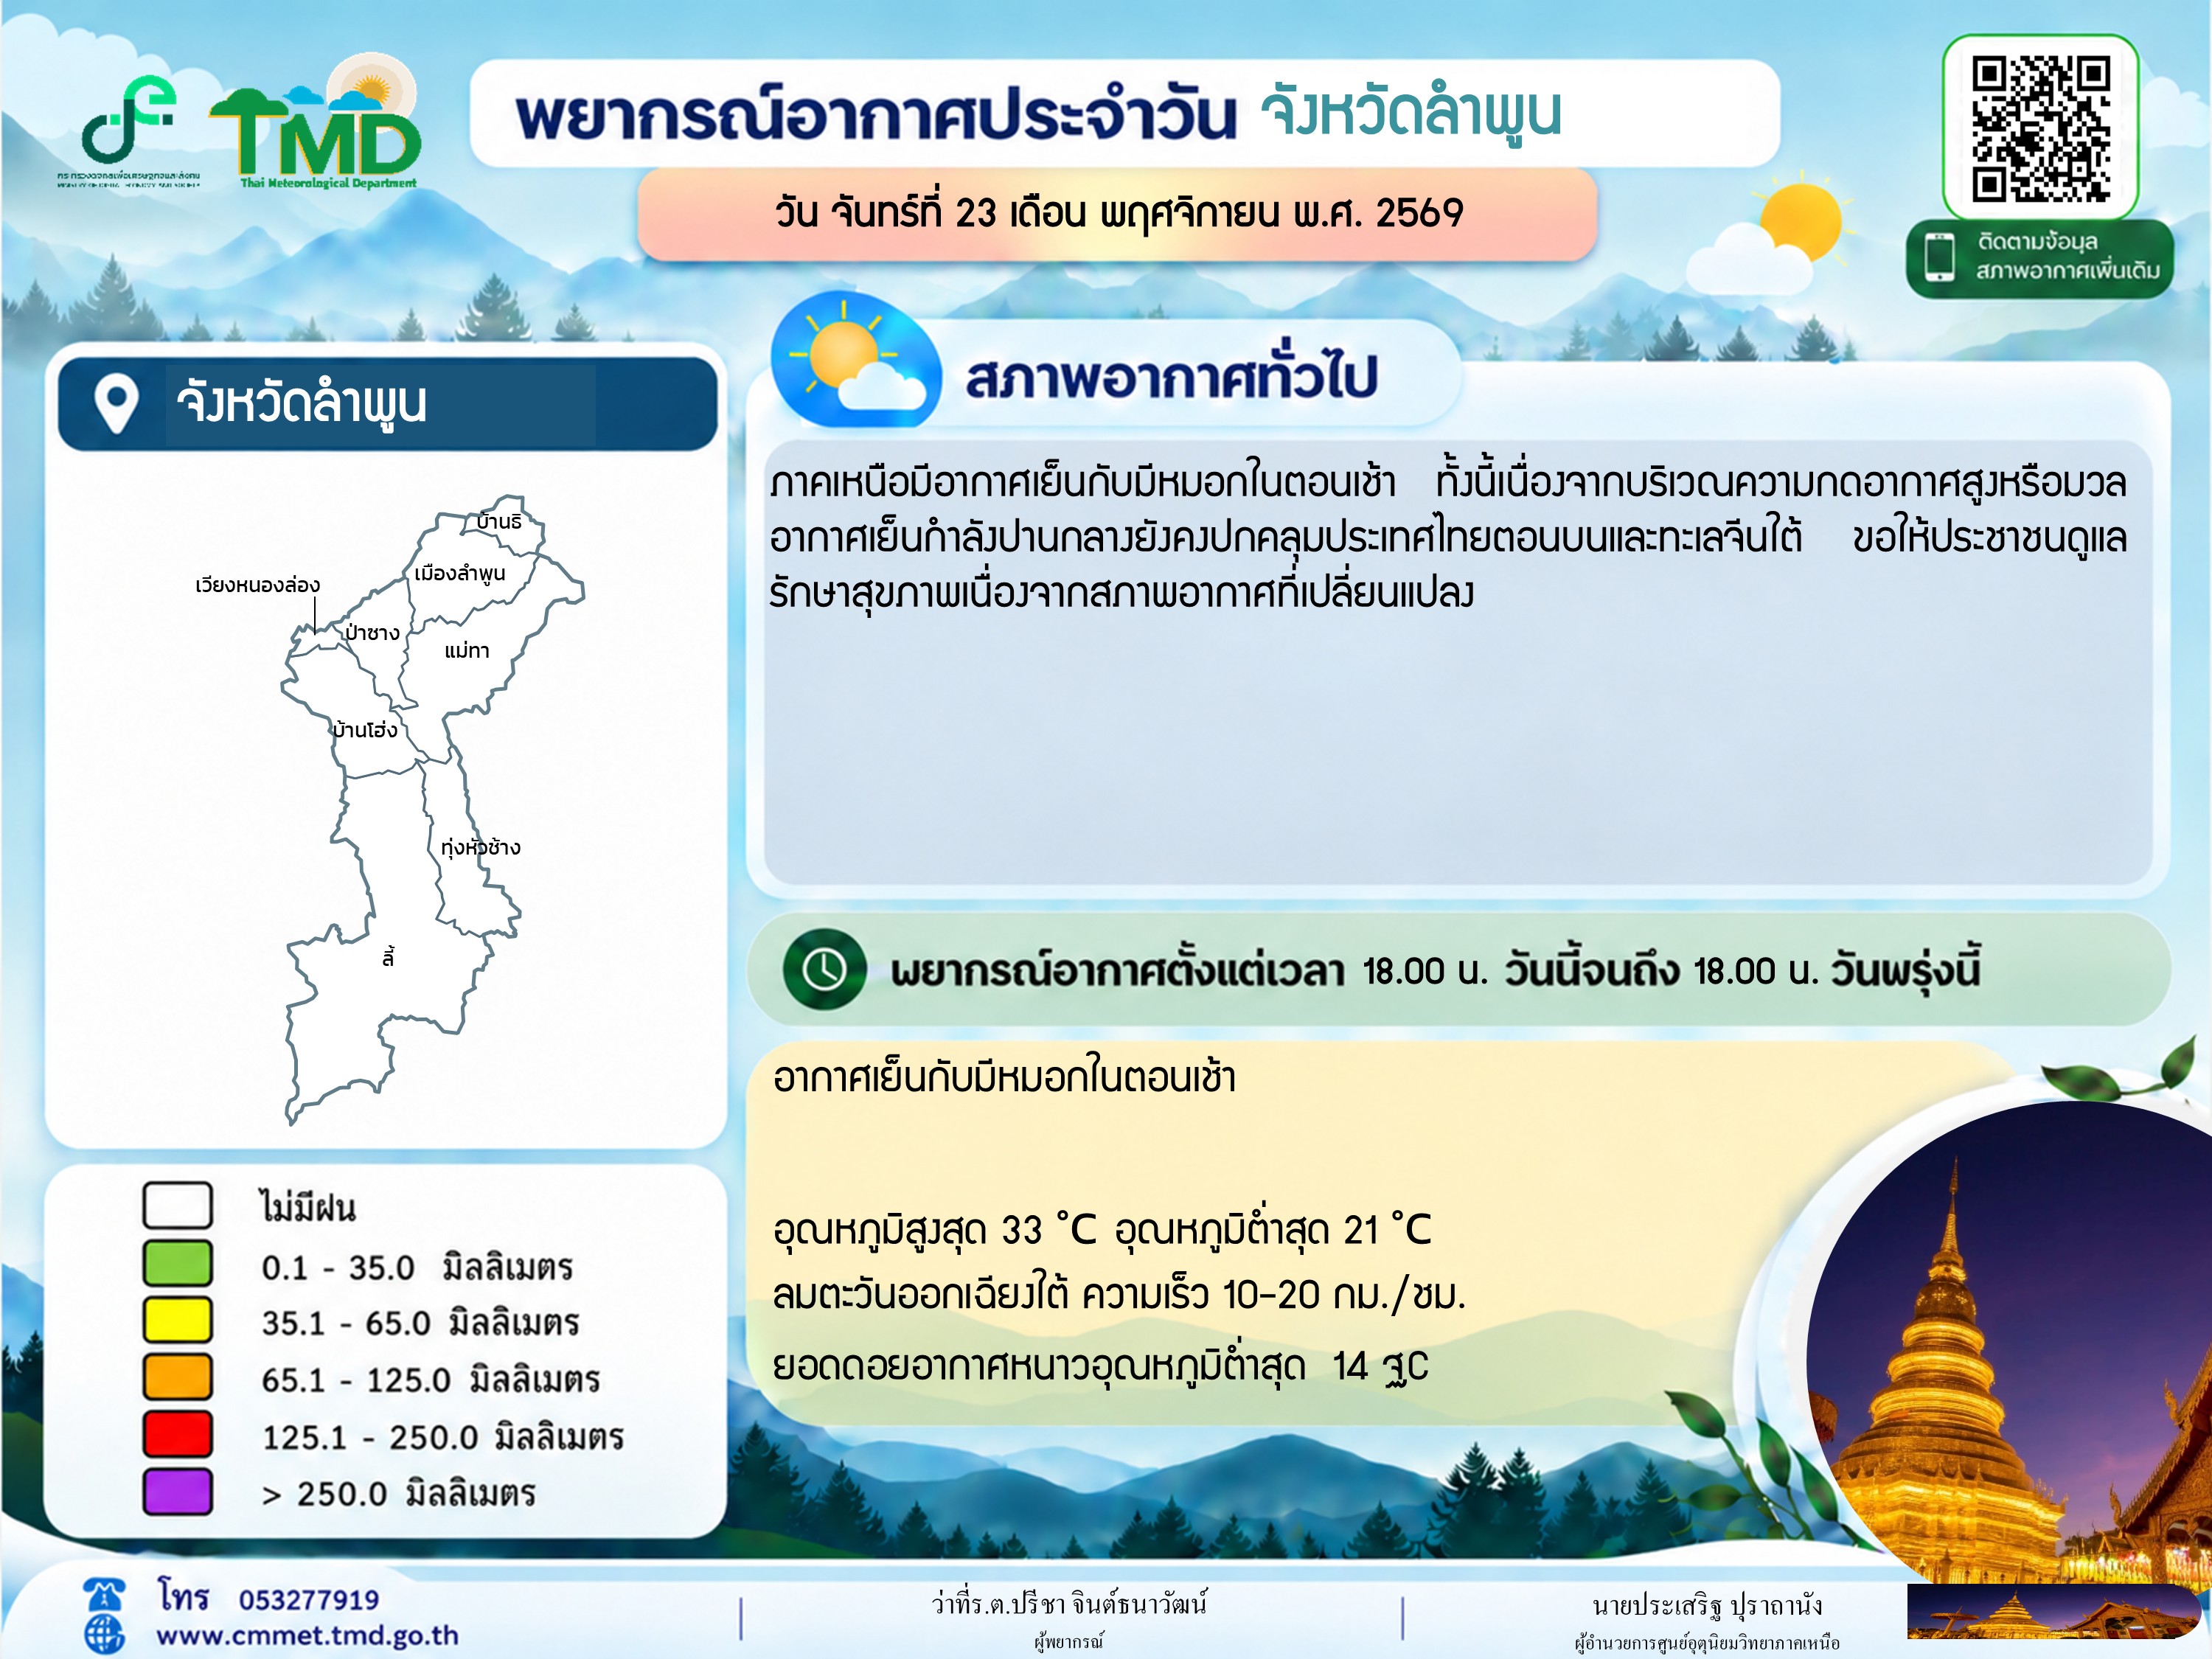 พยากรณ์อากาศประจำวัน จังหวัดลำพูน
TMD
Thai Meteorological Department
วัน จันทร์ที่ 23 เดือน พฤศจิกายน พ.ศ. 2569
สภาพอากาศเพิ่มเติม
จังหวัดลำพูน
บ้านธิ
เมืองลำพูน
เวียงหนองล่อง
ป่าซาง
แม่ทา
บ้านโฮ่ง
ทุ่งหัวช้าง
ลี้
สภาพอากาศทั่วไป
ภาคเหนือมีอากาศเย็นกับมีหมอกในตอนเช้า ทั้งนี้เนื่องจากบริเวณความกดอากาศสูงหรือมวล
อากาศเย็นกำลังปานกลางยังคงปกคลุมประเทศไทยตอนบนและทะเลจีนใต้ ขอให้ประชาชนดูแล
รักษาสุขภาพเนื่องจากสภาพอากาศที่เปลี่ยนแปลง
พยากรณ์อากาศตั้งแต่เวลา 18.00 น. วันนี้จนถึง 18.00 น. วันพรุ่งนี้
อากาศเย็นกับมีหมอกในตอนเช้า
อุณหภูมิสูงสุด 33 °C อุณหภูมิต่ำสุด 21 °C
ลมตะวันออกเฉียงใต้ ความเร็ว 10-20 กม./ชม.
ยอดดอยอากาศหนาวอุณหภูมิต่ำสุด 14 ฐC
ไม่มีฝน
0.1 - 35.0 มิลลิเมตร
35.1 - 65.0 มิลลิเมตร
65.1 - 125.0 มิลลิเมตร
125.1 - 250.0 มิลลิเมตร
> 250.0 มิลลิเมตร
โทร 053277919
www.cmmet.tmd.go.th
ว่าที่ร.ต.ปรีชา จินต์ธนาวัฒน์
ผู้พยากรณ์
นายประเสริฐ ปุราถานัง
ผู้อำนวยการศูนย์อุตุนิยมวิทยาภาคเหนือ